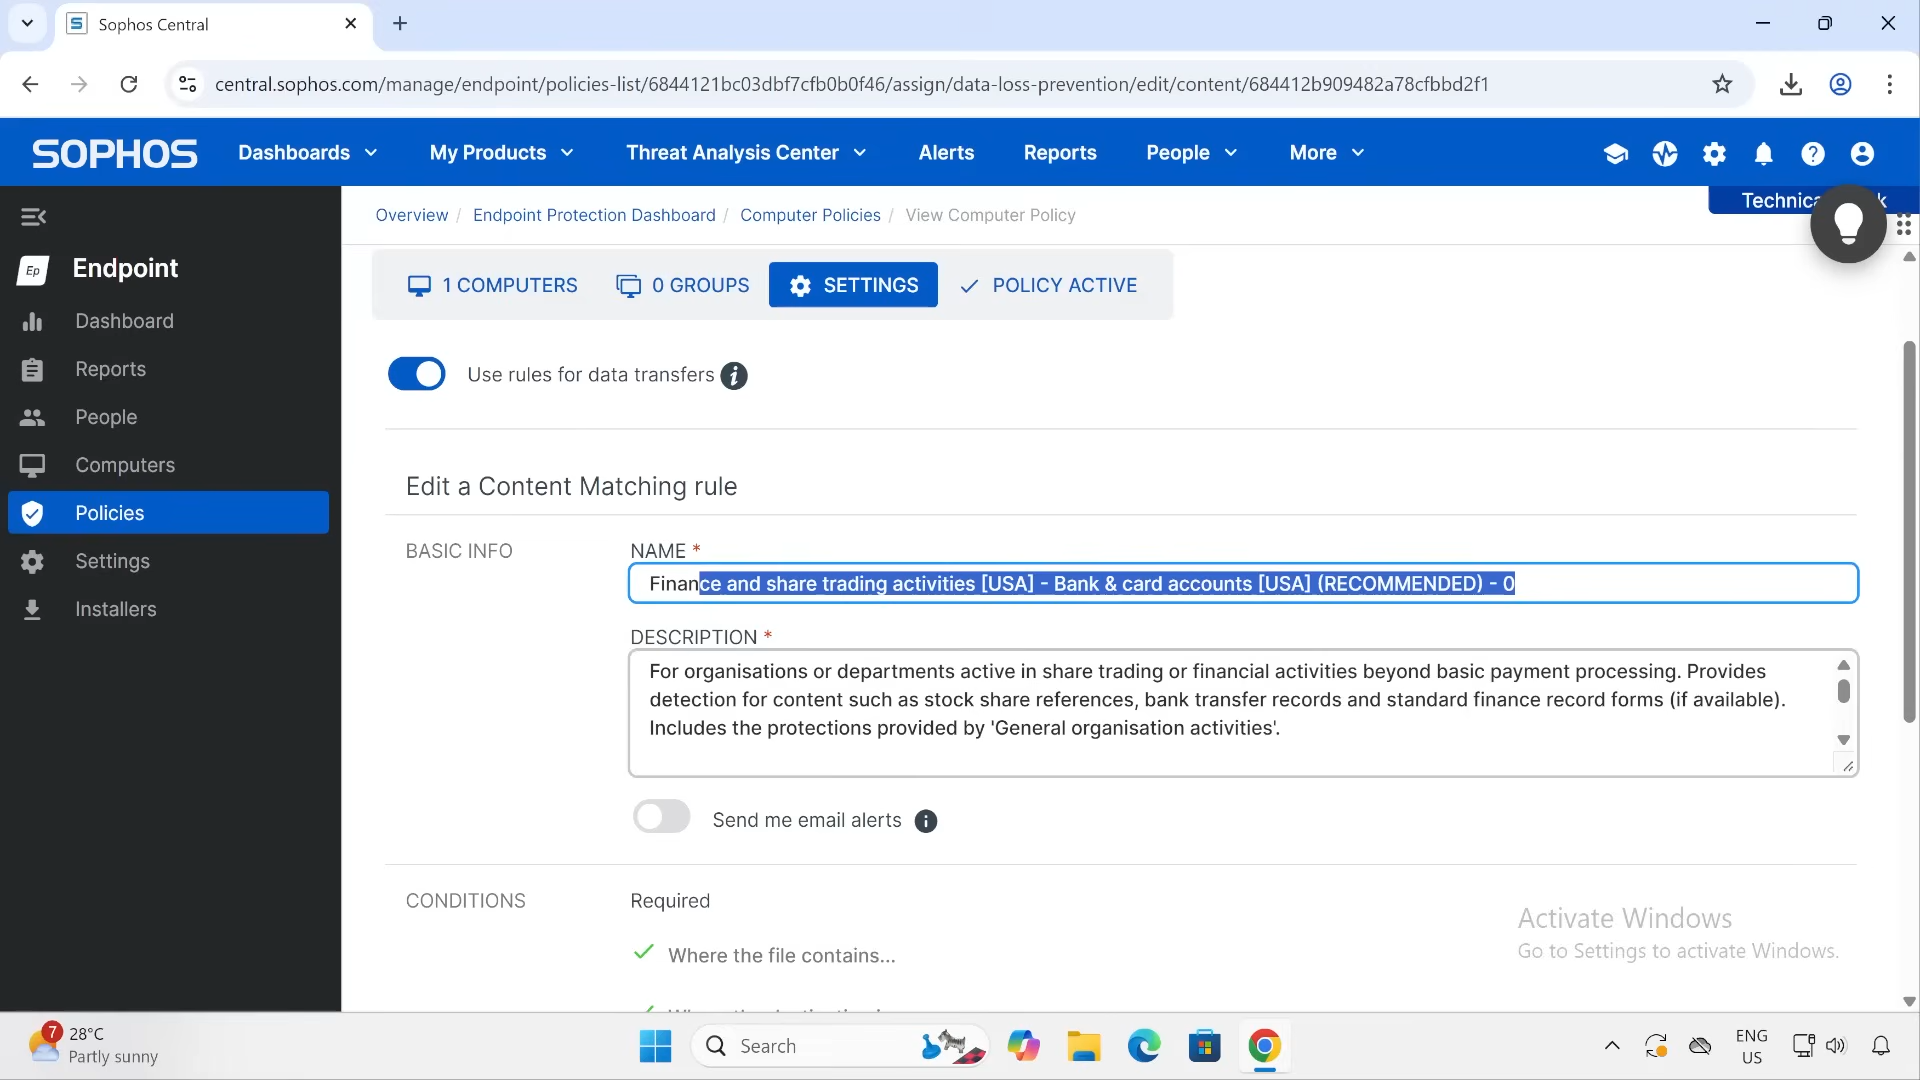 Sophos Central
central.sophos.com/manage/endpoint/policies-list/6844121bc03dbf7cfb0b0f46/assign/data-loss-prevention/edit/content/684412b909482a78cfbbd2f1
SOPHOS
Dashboards
My Products
Threat Analysis Center
Alerts
Reports
People
More
Overview / Endpoint Protection Dashboard / Computer Policies / View Computer Policy
Ep
Endpoint
Dashboard
Reports
People
Computers
Policies
Settings
Installers
1 COMPUTERS
0 GROUPS
SETTINGS
POLICY ACTIVE
Use rules for data transfers
Edit a Content Matching rule
BASIC INFO
NAME *
Finance and share trading activities [USA] - Bank & card accounts [USA] (RECOMMENDED) - 0
DESCRIPTION *
For organisations or departments active in share trading or financial activities beyond basic payment processing. Provides
detection for content such as stock share references, bank transfer records and standard finance record forms (if available).
Includes the protections provided by 'General organisation activities'.
Send me email alerts
CONDITIONS
Required
Where the file contains...
Activate Windows
Go to Settings to activate Windows.
7
28°C
Partly sunny
Search
ENG
US